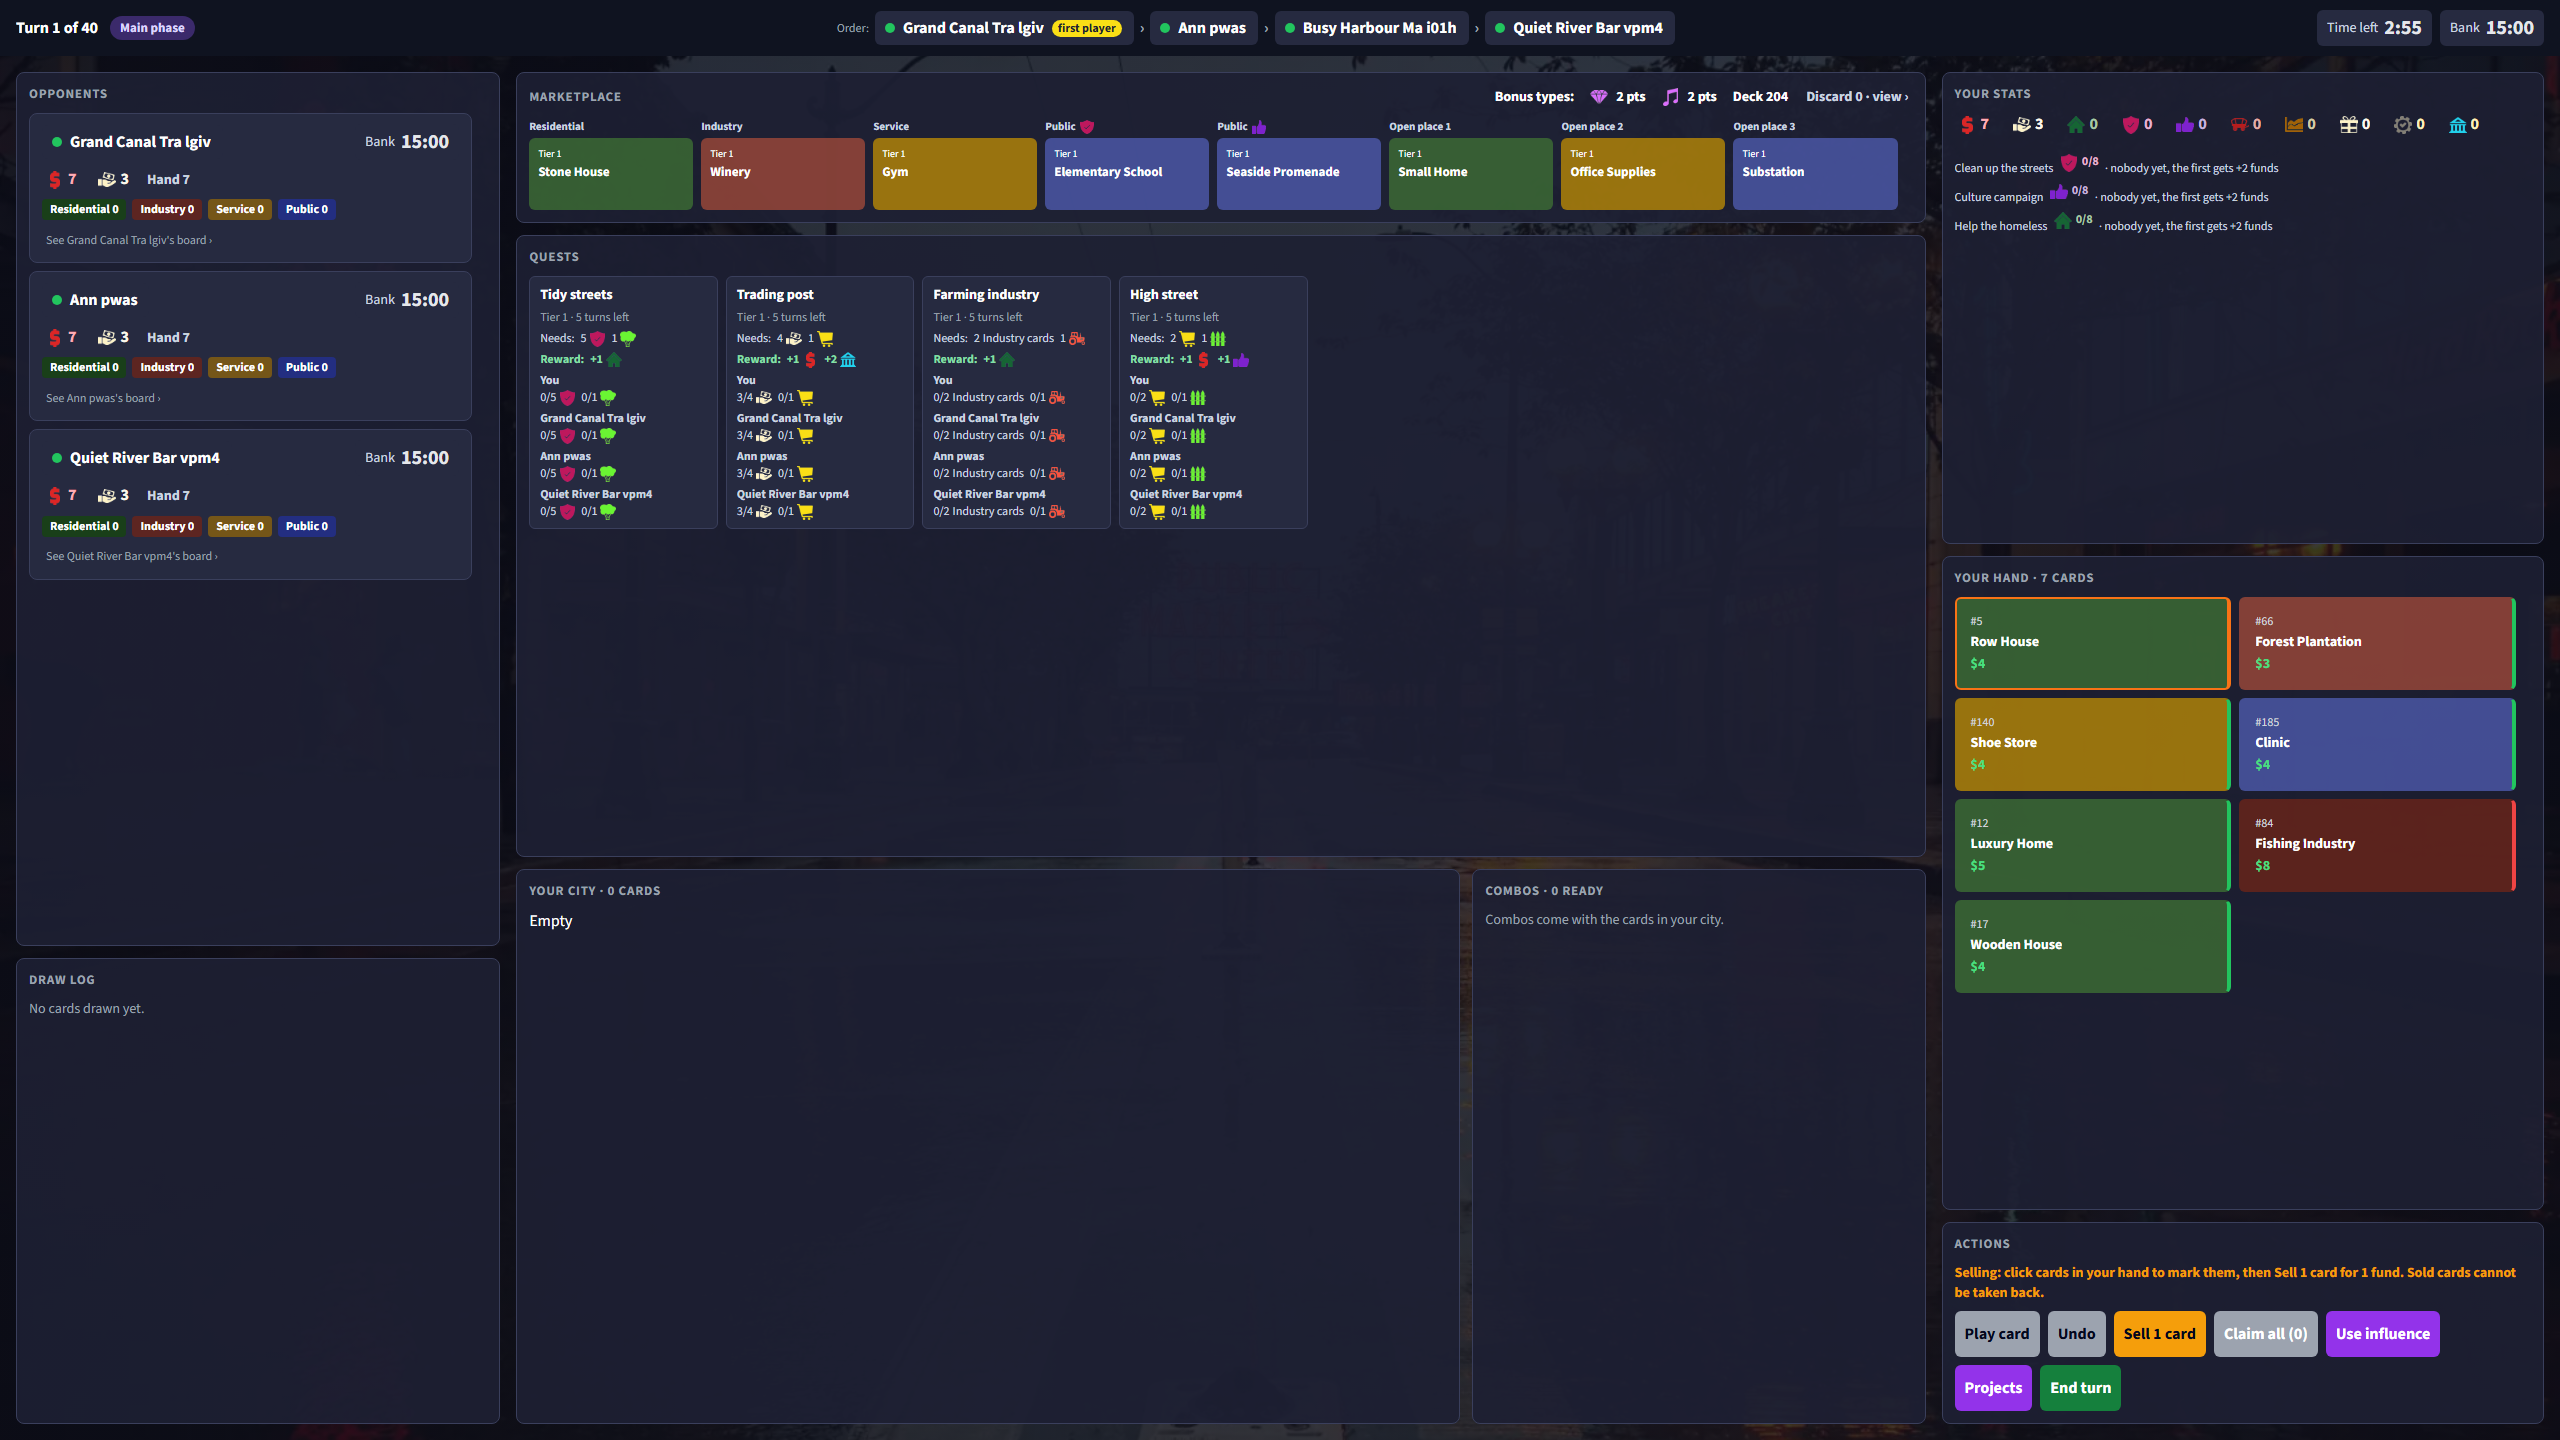 Turn 1 of 40 Main phase
Order: Grand Canal Tra lgiv first player › Ann pwas › Busy Harbour Ma i01h › Quiet River Bar vpm4
Time left 2:55 Bank 15:00
OPPONENTS
Grand Canal Tra lgiv Bank 15:00
7 3 Hand 7
Residential 0 Industry 0 Service 0 Public 0
See Grand Canal Tra lgiv's board ›
Ann pwas Bank 15:00
7 3 Hand 7
Residential 0 Industry 0 Service 0 Public 0
See Ann pwas's board ›
Quiet River Bar vpm4 Bank 15:00
7 3 Hand 7
Residential 0 Industry 0 Service 0 Public 0
See Quiet River Bar vpm4's board ›
DRAW LOG
No cards drawn yet.
MARKETPLACE
Bonus types: 2 pts 2 pts Deck 204 Discard 0 · view ›
Residential
Tier 1
Stone House
Industry
Tier 1
Winery
Service
Tier 1
Gym
Public
Tier 1
Elementary School
Public
Tier 1
Seaside Promenade
Open place 1
Tier 1
Small Home
Open place 2
Tier 1
Office Supplies
Open place 3
Tier 1
Substation
QUESTS
Tidy streets
Tier 1 · 5 turns left
Needs: 5 1
Reward: +1
You
0/5 0/1
Grand Canal Tra lgiv
0/5 0/1
Ann pwas
0/5 0/1
Quiet River Bar vpm4
0/5 0/1
Trading post
Tier 1 · 5 turns left
Needs: 4 1
Reward: +1 +2
You
3/4 0/1
Grand Canal Tra lgiv
3/4 0/1
Ann pwas
3/4 0/1
Quiet River Bar vpm4
3/4 0/1
Farming industry
Tier 1 · 5 turns left
Needs: 2 Industry cards 1
Reward: +1
You
0/2 Industry cards 0/1
Grand Canal Tra lgiv
0/2 Industry cards 0/1
Ann pwas
0/2 Industry cards 0/1
Quiet River Bar vpm4
0/2 Industry cards 0/1
High street
Tier 1 · 5 turns left
Needs: 2 1
Reward: +1 +1
You
0/2 0/1
Grand Canal Tra lgiv
0/2 0/1
Ann pwas
0/2 0/1
Quiet River Bar vpm4
0/2 0/1
YOUR CITY · 0 CARDS
Empty
COMBOS · 0 READY
Combos come with the cards in your city.
YOUR STATS
7 3 0 0 0 0 0 0 0 0
Clean up the streets 0/8 · nobody yet, the first gets +2 funds
Culture campaign 0/8 · nobody yet, the first gets +2 funds
Help the homeless 0/8 · nobody yet, the first gets +2 funds
YOUR HAND · 7 CARDS
#5
Row House
$4
#66
Forest Plantation
$3
#140
Shoe Store
$4
#185
Clinic
$4
#12
Luxury Home
$5
#84
Fishing Industry
$8
#17
Wooden House
$4
ACTIONS
Selling: click cards in your hand to mark them, then Sell 1 card for 1 fund. Sold cards cannot
be taken back.
Play card Undo Sell 1 card Claim all (0) Use influence
Projects End turn